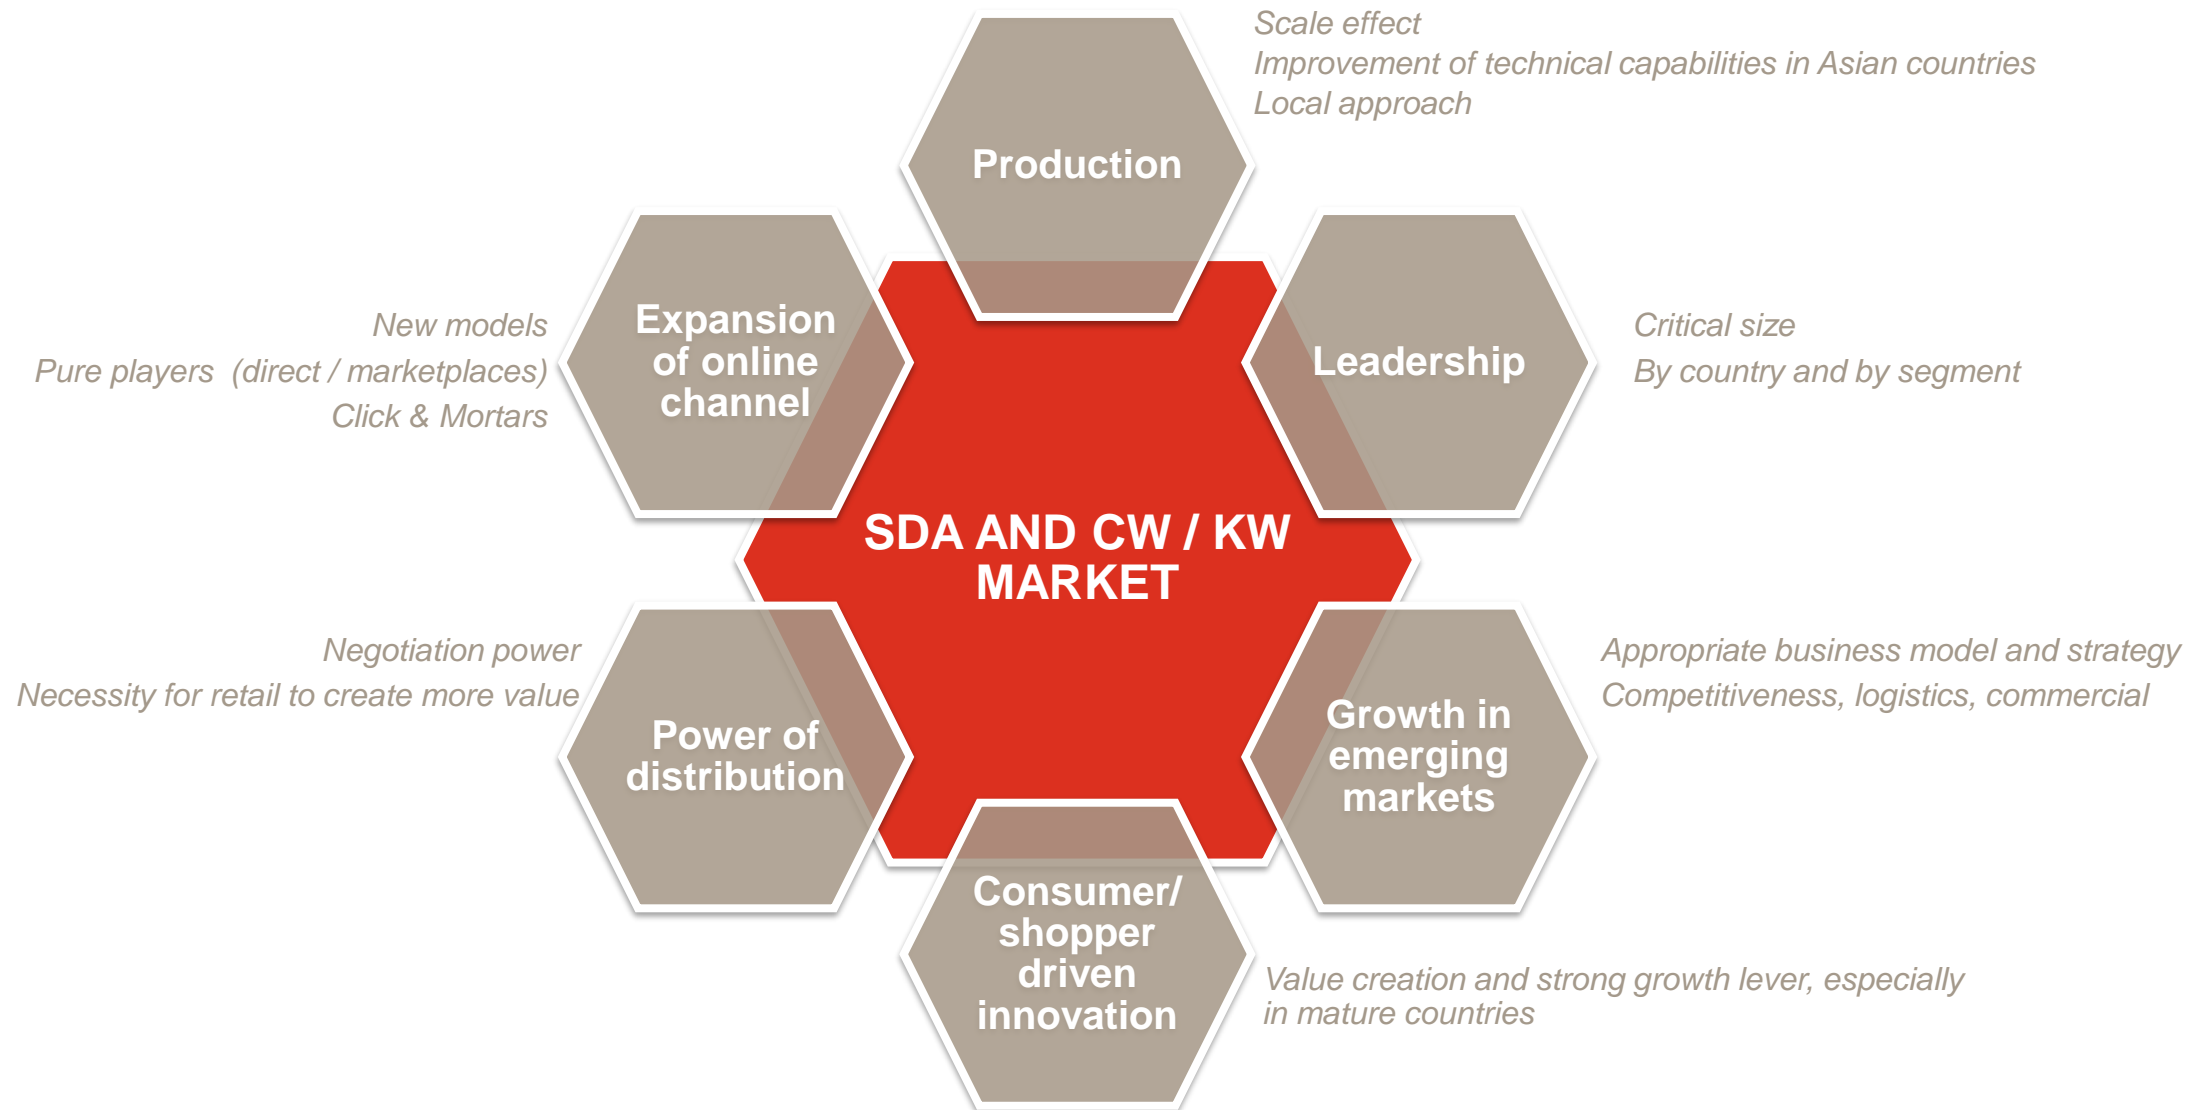 Scale effect
Improvement of technical capabilities in Asian countries
Local approach
Production
New models
Pure players  (direct / marketplaces)
Click & Mortars
Expansion
of online
channel
Leadership
Critical size
By country and by segment
SDA AND CW / KW
MARKET
Negotiation power
Necessity for retail to create more value
Power of
distribution
Growth in
emerging
markets
Appropriate business model and strategy
Competitiveness, logistics, commercial
Consumer/
shopper
driven
innovation
Value creation and strong growth lever, especially
in mature countries